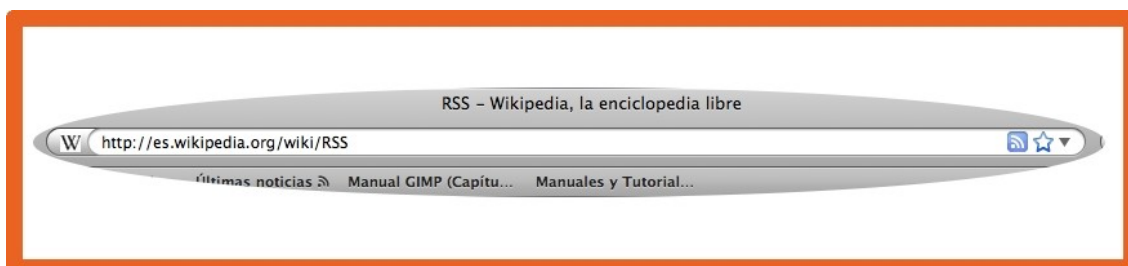 RSS – Wikipedia, la enciclopedia libre
W http://es.wikipedia.org/wiki/RSS
Últimas noticias Manual GIMP (Capítu... Manuales y Tutorial...